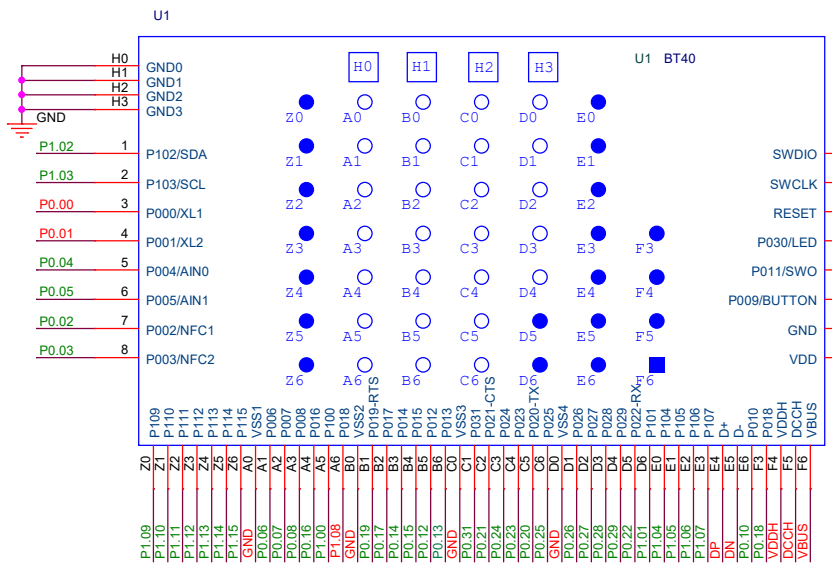 U1
U1 BT40
H0 GND0
H1 GND1
H2 GND2
H3 GND3
GND
P1.02 1 P102/SDA
P1.03 2 P103/SCL
P0.00 3 P000/XL1
P0.01 4 P001/XL2
P0.04 5 P004/AIN0
P0.05 6 P005/AIN1
P0.02 7 P002/NFC1
P0.03 8 P003/NFC2
H0 H1 H2 H3
Z0 A0 B0 C0 D0 E0
Z1 A1 B1 C1 D1 E1
Z2 A2 B2 C2 D2 E2
Z3 A3 B3 C3 D3 E3 F3
Z4 A4 B4 C4 D4 E4 F4
Z5 A5 B5 C5 D5 E5 F5
Z6 A6 B6 C6 D6 E6 F6
SWDIO
SWCLK
RESET
P030/LED
P011/SWO
P009/BUTTON
GND
VDD
P109 P110 P111 P112 P113 P114 P115 VSS1 P006 P007 P008 P016 P100 P018 VSS2 P019-RTS P017 P014 P015 P012 P013 VSS3 P031 P021-CTS P024 P023 P020-TX P025 VSS4 P026 P027 P028 P029 P022-RX P101 P104 P105 P106 P107 D+ D- P010 P018 VDDH DCCH VBUS
Z0 Z1 Z2 Z3 Z4 Z5 Z6 A0 A1 A2 A3 A4 A5 A6 B0 B1 B2 B3 B4 B5 B6 C0 C1 C2 C3 C4 C5 C6 D0 D1 D2 D3 D4 D5 D6 E0 E1 E2 E3 E4 E5 E6 F3 F4 F5 F6
P1.09 P1.10 P1.11 P1.12 P1.13 P1.14 P1.15 GND P0.06 P0.07 P0.08 P0.16 P1.00 P1.08 GND P0.19 P0.17 P0.14 P0.15 P0.12 P0.13 GND P0.31 P0.21 P0.24 P0.23 P0.20 P0.25 GND P0.26 P0.27 P0.28 P0.29 P0.22 P1.01 P1.04 P1.05 P1.06 P1.07 DP DN P0.10 P0.18 VDDH DCCH VBUS